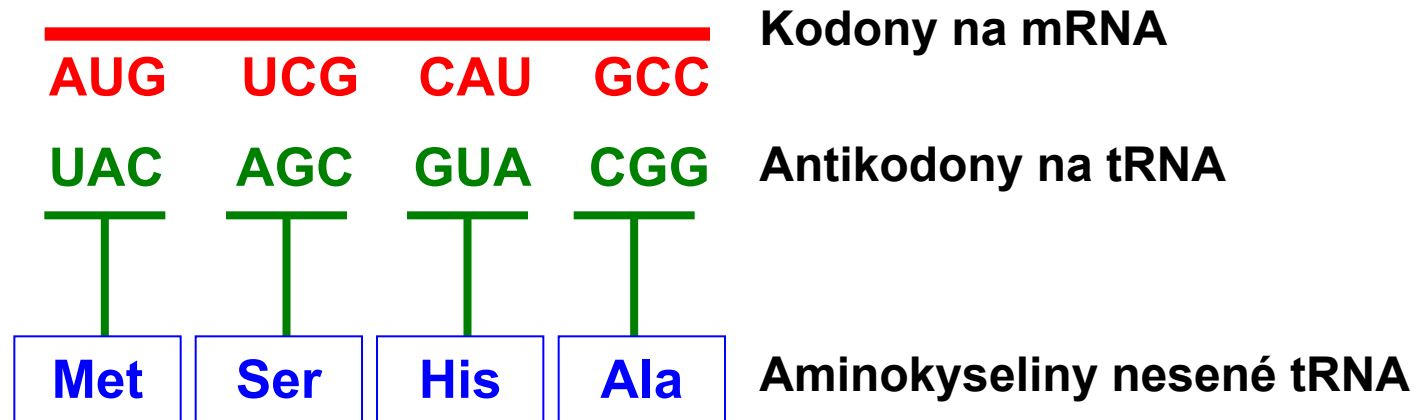 Kodony na mRNA
AUG UCG CAU GCC
UAC AGC GUA CGG Antikodony na tRNA
Met Ser His Ala Aminokyseliny nesené tRNA